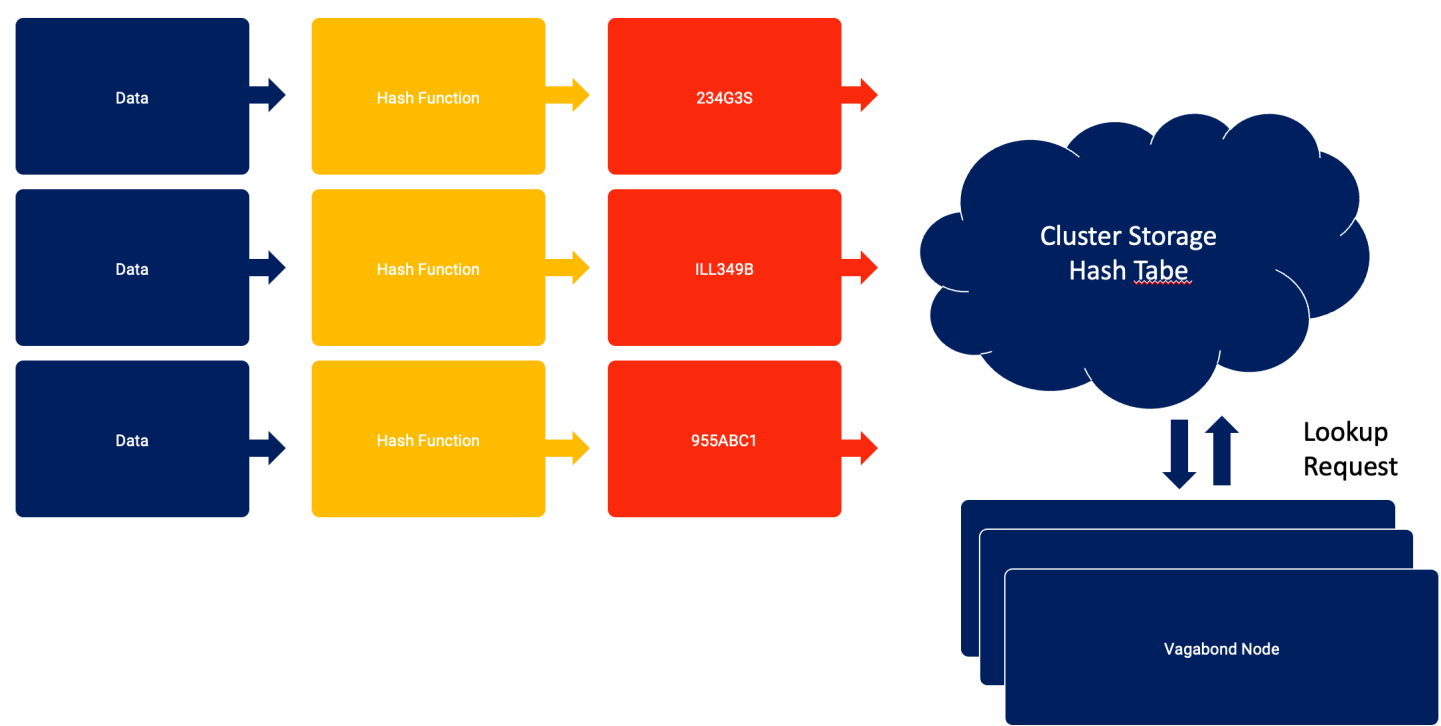 Data
Hash Function
234G3S
Data
Hash Function
ILL349B
Data
Hash Function
955ABC1
Cluster Storage
Hash Tabe
Lookup
Request
Vagabond Node